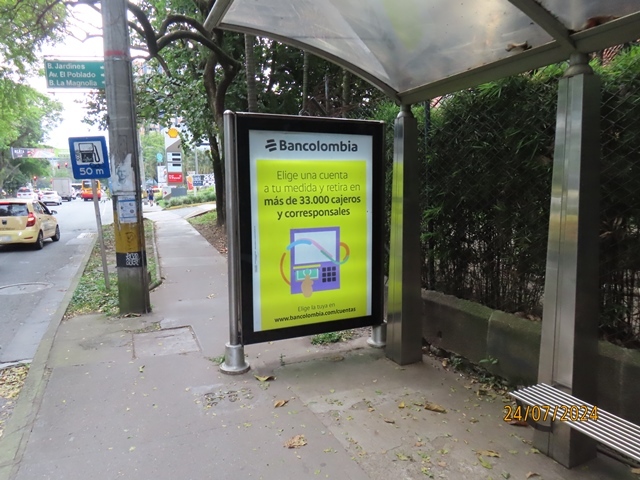 B. Jardines
Av. El Poblado
B. La Magnolia
50 m
Bancolombia
Elige una cuenta
a tu medida y retira en
más de 33.000 cajeros
y corresponsales
Elige la tuya en
www.bancolombia.com/cuentas
24/07/2024